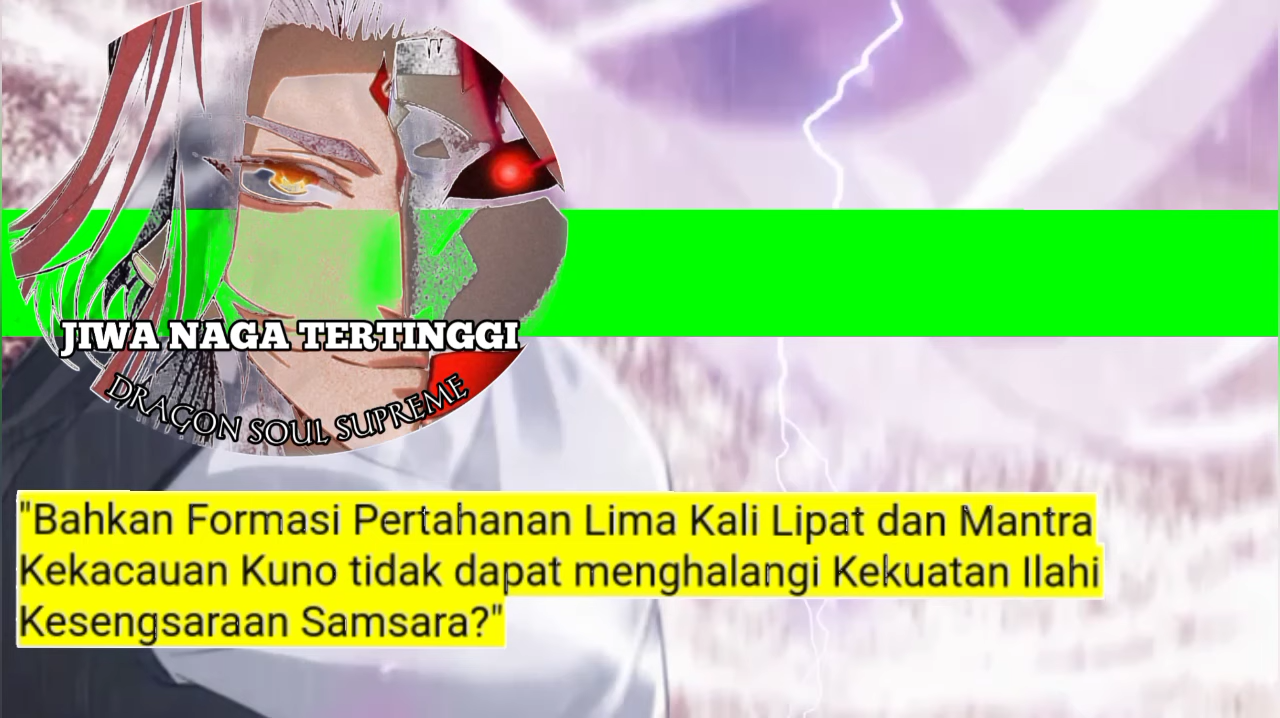 JIWA NAGA TERTINGGI
DRAGON SOUL SUPREME
"Bahkan Formasi Pertahanan Lima Kali Lipat dan Mantra
Kekacauan Kuno tidak dapat menghalangi Kekuatan Ilahi
Kesengsaraan Samsara?"